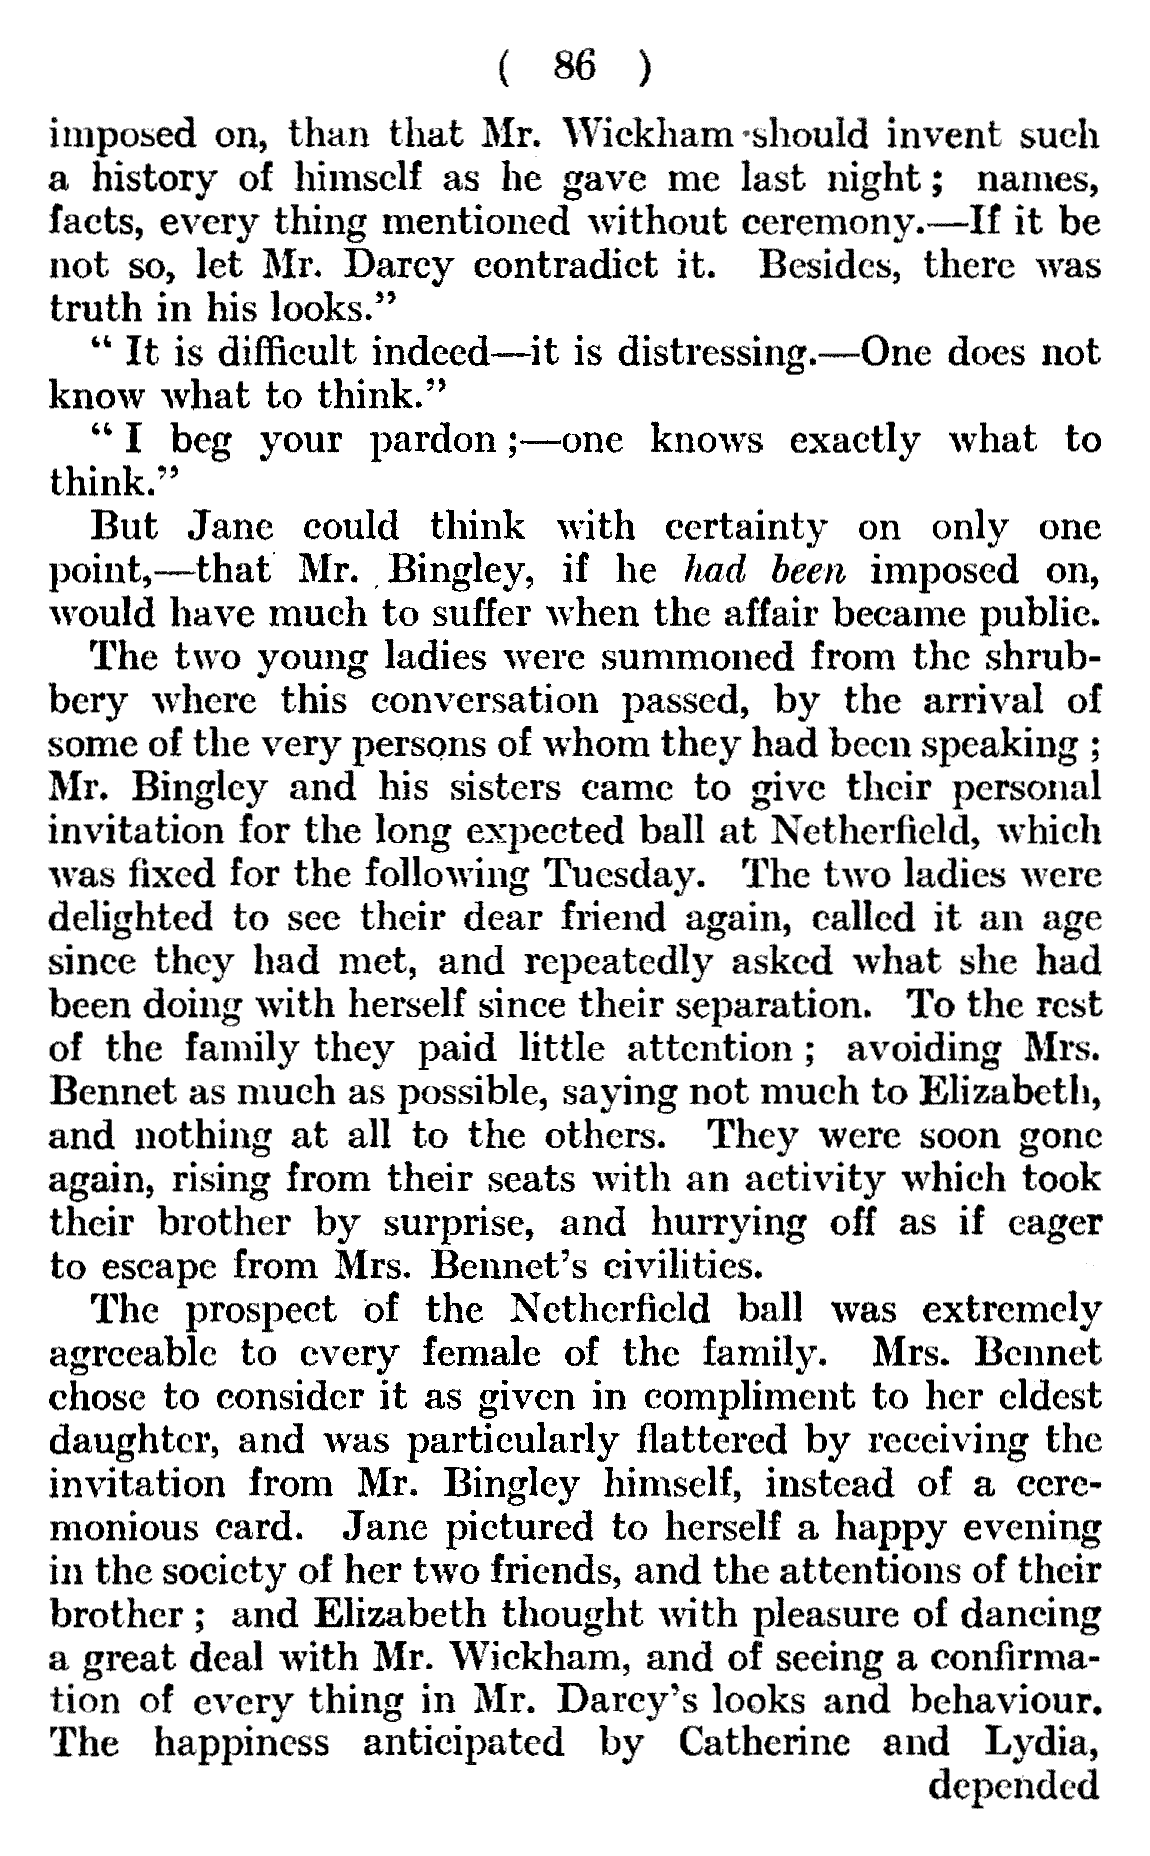 ( 86 )
imposed on, than that Mr. Wickham should invent such
a history of himself as he gave me last night ; names,
facts, every thing mentioned without ceremony.—If it be
not so, let Mr. Darcy contradict it. Besides, there was
truth in his looks.”
“ It is difficult indeed—it is distressing.—One does not
know what to think.”
“ I beg your pardon ;—one knows exactly what to
think.”
But Jane could think with certainty on only one
point,—that Mr. Bingley, if he had been imposed on,
would have much to suffer when the affair became public.
The two young ladies were summoned from the shrub-
bery where this conversation passed, by the arrival of
some of the very persons of whom they had been speaking ;
Mr. Bingley and his sisters came to give their personal
invitation for the long expected ball at Netherfield, which
was fixed for the following Tuesday. The two ladies were
delighted to see their dear friend again, called it an age
since they had met, and repeatedly asked what she had
been doing with herself since their separation. To the rest
of the family they paid little attention ; avoiding Mrs.
Bennet as much as possible, saying not much to Elizabeth,
and nothing at all to the others. They were soon gone
again, rising from their seats with an activity which took
their brother by surprise, and hurrying off as if eager
to escape from Mrs. Bennet’s civilities.
The prospect of the Netherfield ball was extremely
agreeable to every female of the family. Mrs. Bennet
chose to consider it as given in compliment to her eldest
daughter, and was particularly flattered by receiving the
invitation from Mr. Bingley himself, instead of a cere-
monious card. Jane pictured to herself a happy evening
in the society of her two friends, and the attentions of their
brother ; and Elizabeth thought with pleasure of dancing
a great deal with Mr. Wickham, and of seeing a confirma-
tion of every thing in Mr. Darcy’s looks and behaviour.
The happiness anticipated by Catherine and Lydia,
depended